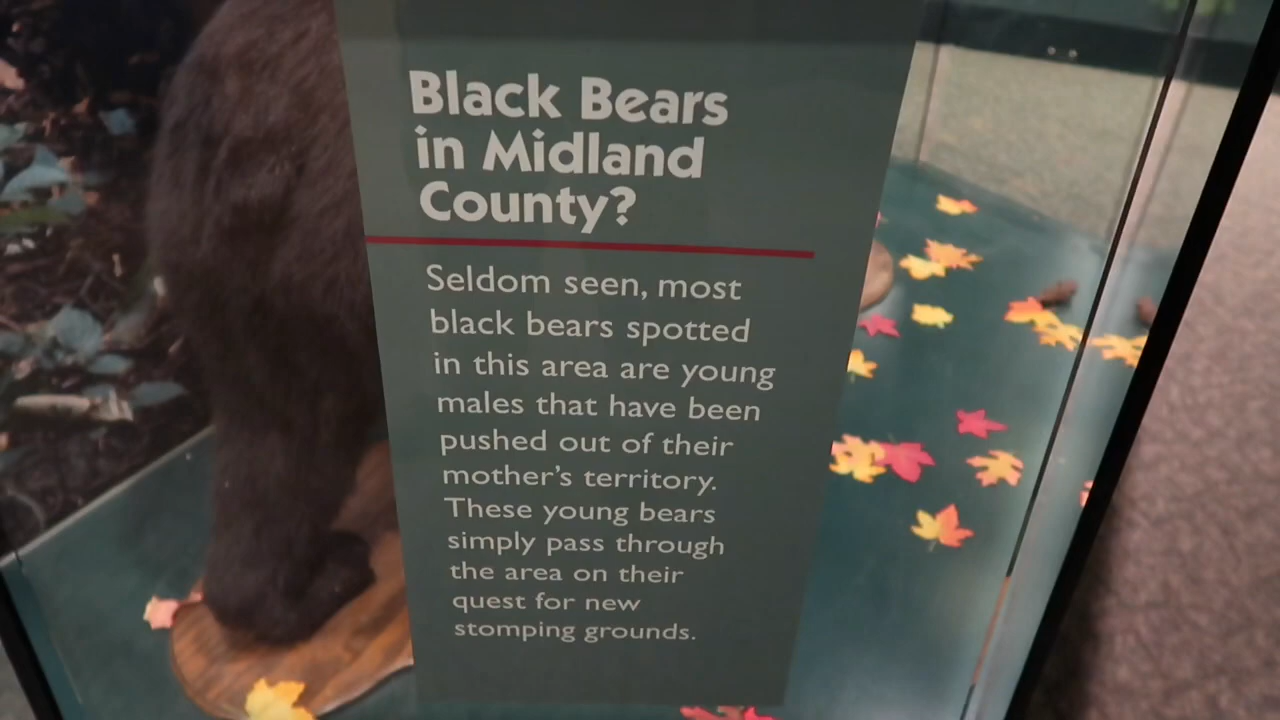 Black Bears
in Midland
County?
Seldom seen, most
black bears spotted
in this area are young
males that have been
pushed out of their
mother's territory.
These young bears
simply pass through
the area on their
quest for new
stomping grounds.